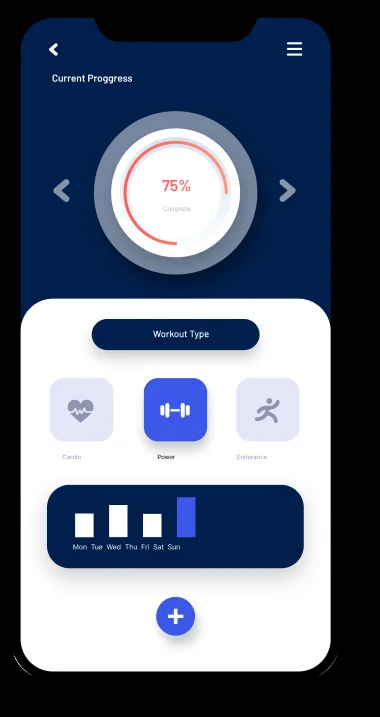 Current Proggress
75%
Complete
Workout Type
Cardio Power Endurance
Mon Tue Wed Thu Fri Sat Sun